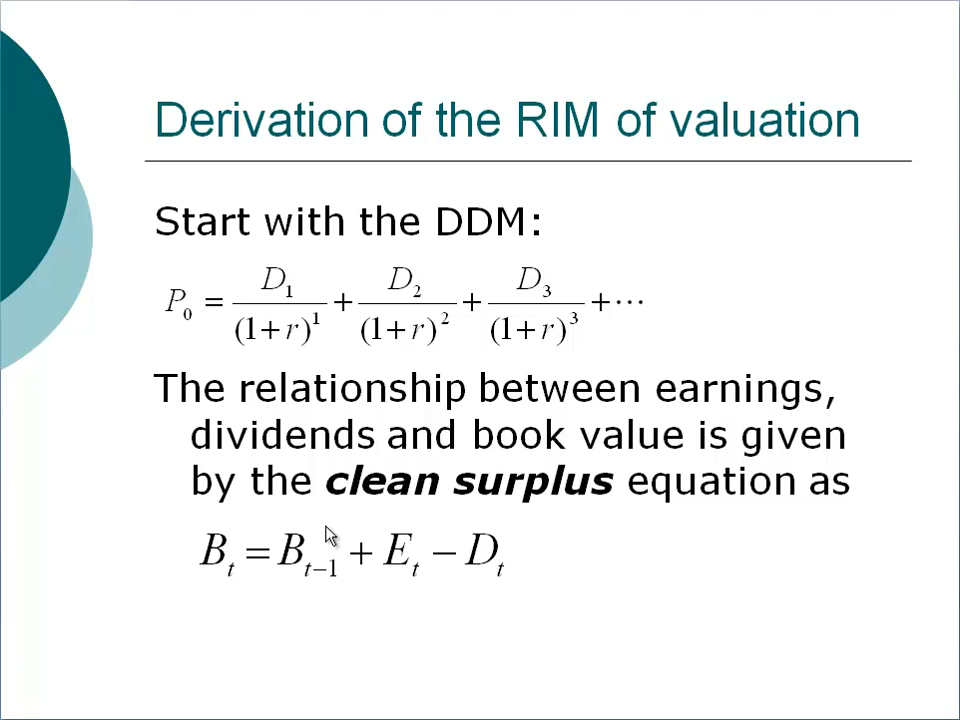 Derivation of the RIM of valuation
Start with the DDM:
P₀ = D₁/(1+r)¹ + D₂/(1+r)² + D₃/(1+r)³ + ⋯
The relationship between earnings,
dividends and book value is given
by the clean surplus equation as
Bₜ = Bₜ₋₁ + Eₜ − Dₜ